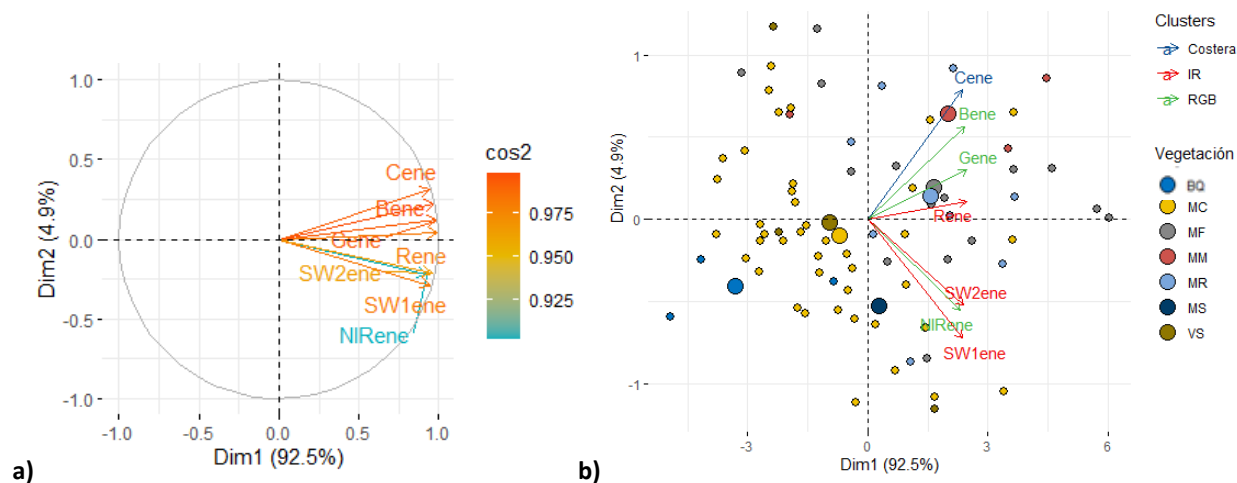 1.0
0.5
0.0
-0.5
-1.0
Dim2 (4.9%)
Cene
Bene
Gene
Rene
SW2ene
SW1ene
NIRene
-1.0 -0.5 0.0 0.5 1.0
Dim1 (92.5%)
cos2
0.975
0.950
0.925
a)
1
0
-1
Dim2 (4.9%)
Cene
Bene
Gene
Rene
SW2ene
NIRene
SW1ene
-3 0 3 6
Dim1 (92.5%)
b)
Clusters
a Costera
a IR
a RGB
Vegetación
BQ
MC
MF
MM
MR
MS
VS